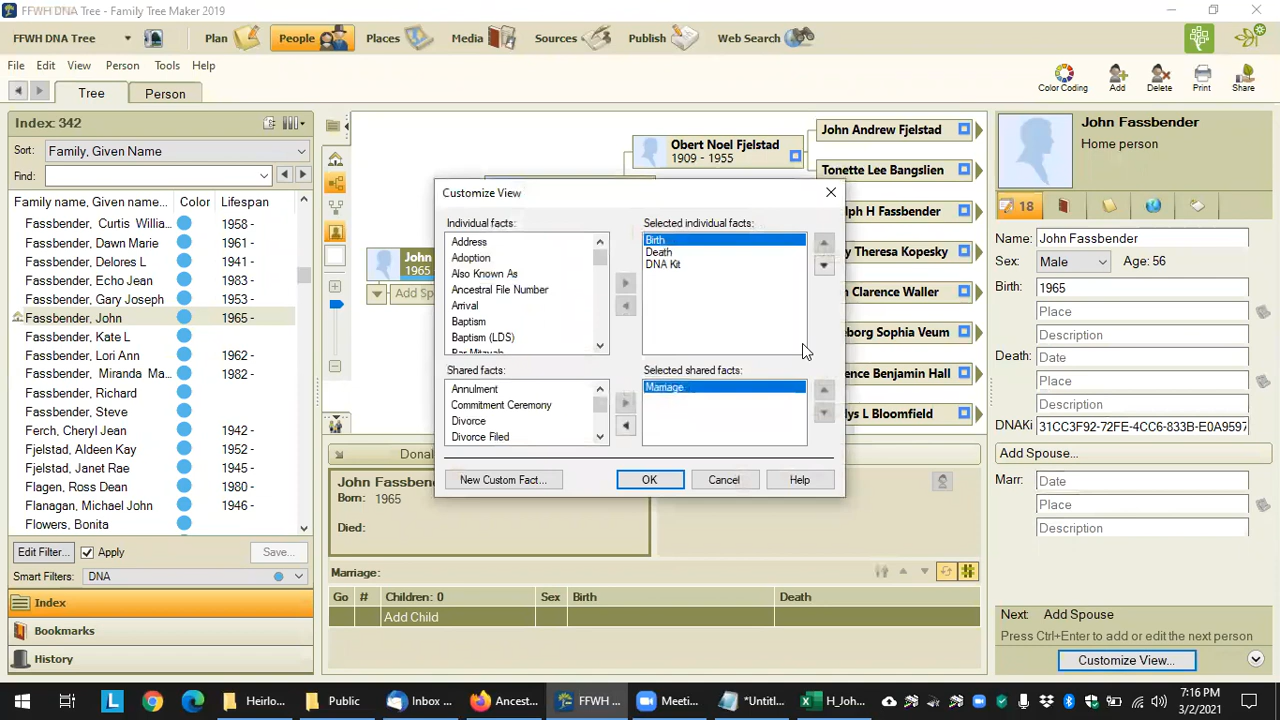 FFWH DNA Tree - Family Tree Maker 2019
FFWH DNA Tree
Plan
People
Places
Media
Sources
Publish
Web Search
File Edit View Person Tools Help
Tree
Person
Color Coding
Add
Delete
Print
Share
Index: 342
Sort: Family, Given Name
Find:
Family name, Given name... Color Lifespan
Fassbender, Curtis Willia... 1958 -
Fassbender, Dawn Marie 1961 -
Fassbender, Delores L 1941 -
Fassbender, Echo Jean 1983 -
Fassbender, Gary Joseph 1953 -
Fassbender, John 1965 -
Fassbender, Kate L
Fassbender, Lori Ann 1962 -
Fassbender, Miranda Ma... 1982 -
Fassbender, Richard
Fassbender, Steve
Ferch, Cheryl Jean 1942 -
Fjelstad, Aldeen Kay 1952 -
Fjelstad, Janet Rae 1945 -
Flagen, Ross Dean 1980 -
Flanagan, Michael John 1946 -
Flowers, Bonita
Edit Filter...
Apply
Save...
Smart Filters: DNA
Index
Bookmarks
History
Obert Noel Fjelstad
1909 - 1955
John Andrew Fjelstad
Tonette Lee Bangslien
lph H Fassbender
y Theresa Kopesky
n Clarence Waller
eborg Sophia Veum
ence Benjamin Hall
dys L Bloomfield
John
1965
Add Sp
Customize View
Individual facts:
Address
Adoption
Also Known As
Ancestral File Number
Arrival
Baptism
Baptism (LDS)
Bar Mitzvah
Selected individual facts:
Birth
Death
DNA Kit
Shared facts:
Annulment
Commitment Ceremony
Divorce
Divorce Filed
Selected shared facts:
Marriage
New Custom Fact...
OK
Cancel
Help
Donal
John Fassbe
Born: 1965
Died:
Marriage:
Go # Children: 0 Sex Birth Death
Add Child
John Fassbender
Home person
18
Name: John Fassbender
Sex: Male Age: 56
Birth: 1965
Place
Description
Death: Date
Place
Description
DNAKi 31CC3F92-72FE-4CC6-833B-E0A9597
Add Spouse...
Marr: Date
Place
Description
Next: Add Spouse
Press Ctrl+Enter to add or edit the next person
Customize View...
Heirlo...
Public
Inbox ...
Ancest...
FFWH ...
Meeti...
*Untitl...
H_Joh...
7:16 PM
3/2/2021